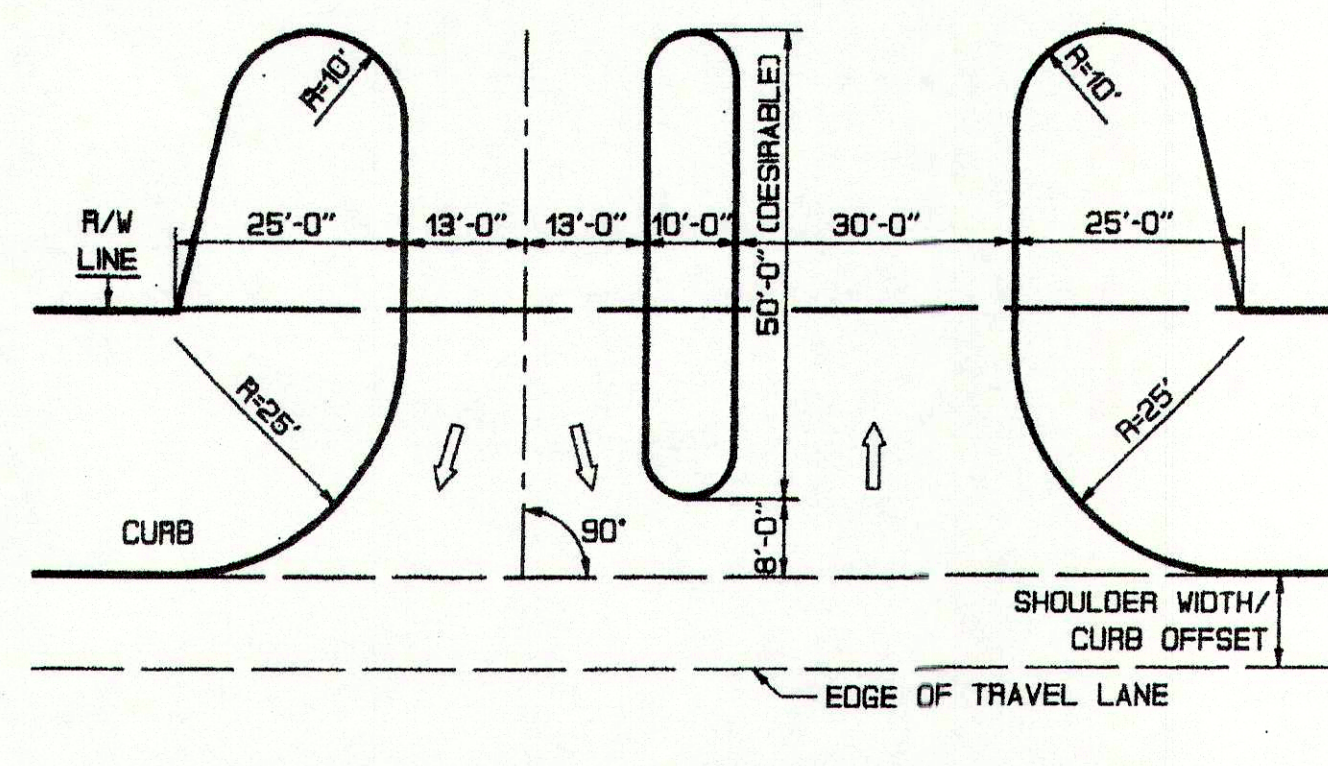 R=10'
R=10'
50'-0" (DESIRABLE)
R/W
LINE
25'-0"
13'-0"
13'-0"
10'-0"
30'-0"
25'-0"
R=25'
R=25'
CURB
90°
8'-0"
SHOULDER WIDTH/
CURB OFFSET
EDGE OF TRAVEL LANE